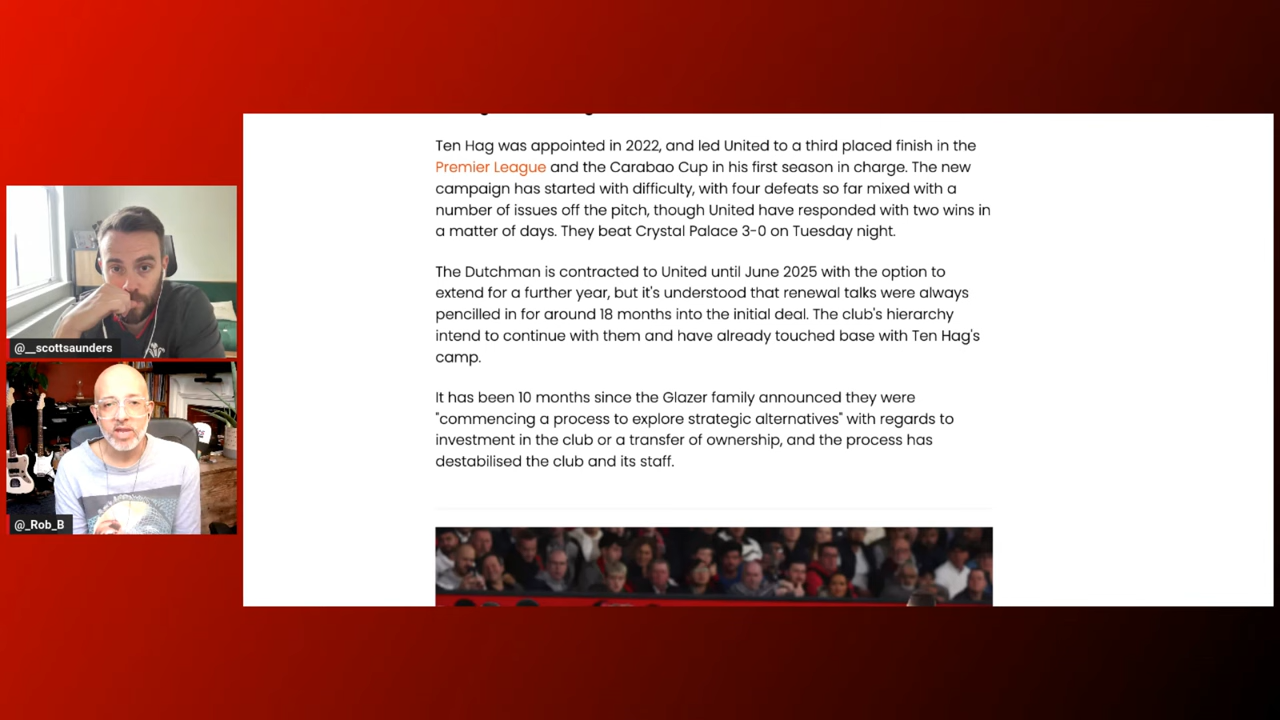 Ten Hag was appointed in 2022, and led United to a third placed finish in the
Premier League and the Carabao Cup in his first season in charge. The new
campaign has started with difficulty, with four defeats so far mixed with a
number of issues off the pitch, though United have responded with two wins in
a matter of days. They beat Crystal Palace 3-0 on Tuesday night.
The Dutchman is contracted to United until June 2025 with the option to
extend for a further year, but it's understood that renewal talks were always
pencilled in for around 18 months into the initial deal. The club's hierarchy
intend to continue with them and have already touched base with Ten Hag's
camp.
It has been 10 months since the Glazer family announced they were
"commencing a process to explore strategic alternatives" with regards to
investment in the club or a transfer of ownership, and the process has
destabilised the club and its staff.
@__scottsaunders
@_Rob_B